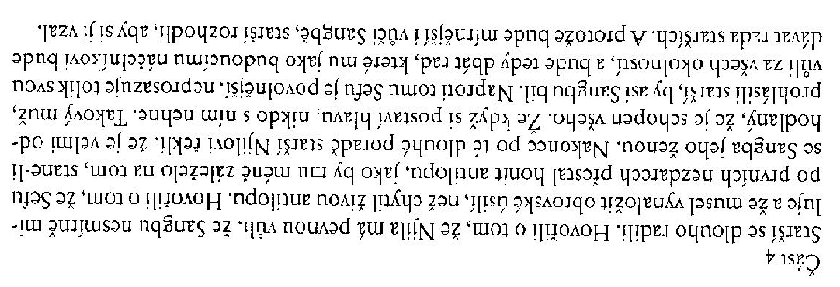 Část 4
Starší se dlouho radili. Hovořili o tom, že Njila má pevnou vůli, že Sangbu nesmírně mi-
luje a že musel vynaložit obrovské úsilí, než chytil živou antilopu. Hovořili o tom, že Sefu
po prvních nezdarech přestal honit antilopu, jako by mu méně záleželo na tom, stane-li
se Sangba jeho ženou. Nakonec po té dlouhé poradě starší Njilovi řekli, že je velmi od-
hodlaný, že je schopen všeho. Že když si postaví hlavu, nikdo s ním nehne. Takový muž,
prohlásili starší, by asi Sangbu bil. Naproti tomu Sefu je povolnější, neprosazuje tolik svou
vůli za všech okolností, a bude tedy dbát rad, které mu jako budoucímu náčelníkovi bude
dávat rada starších. A protože bude mírnější i vůči Sangbě, starší rozhodli, aby si ji vzal.